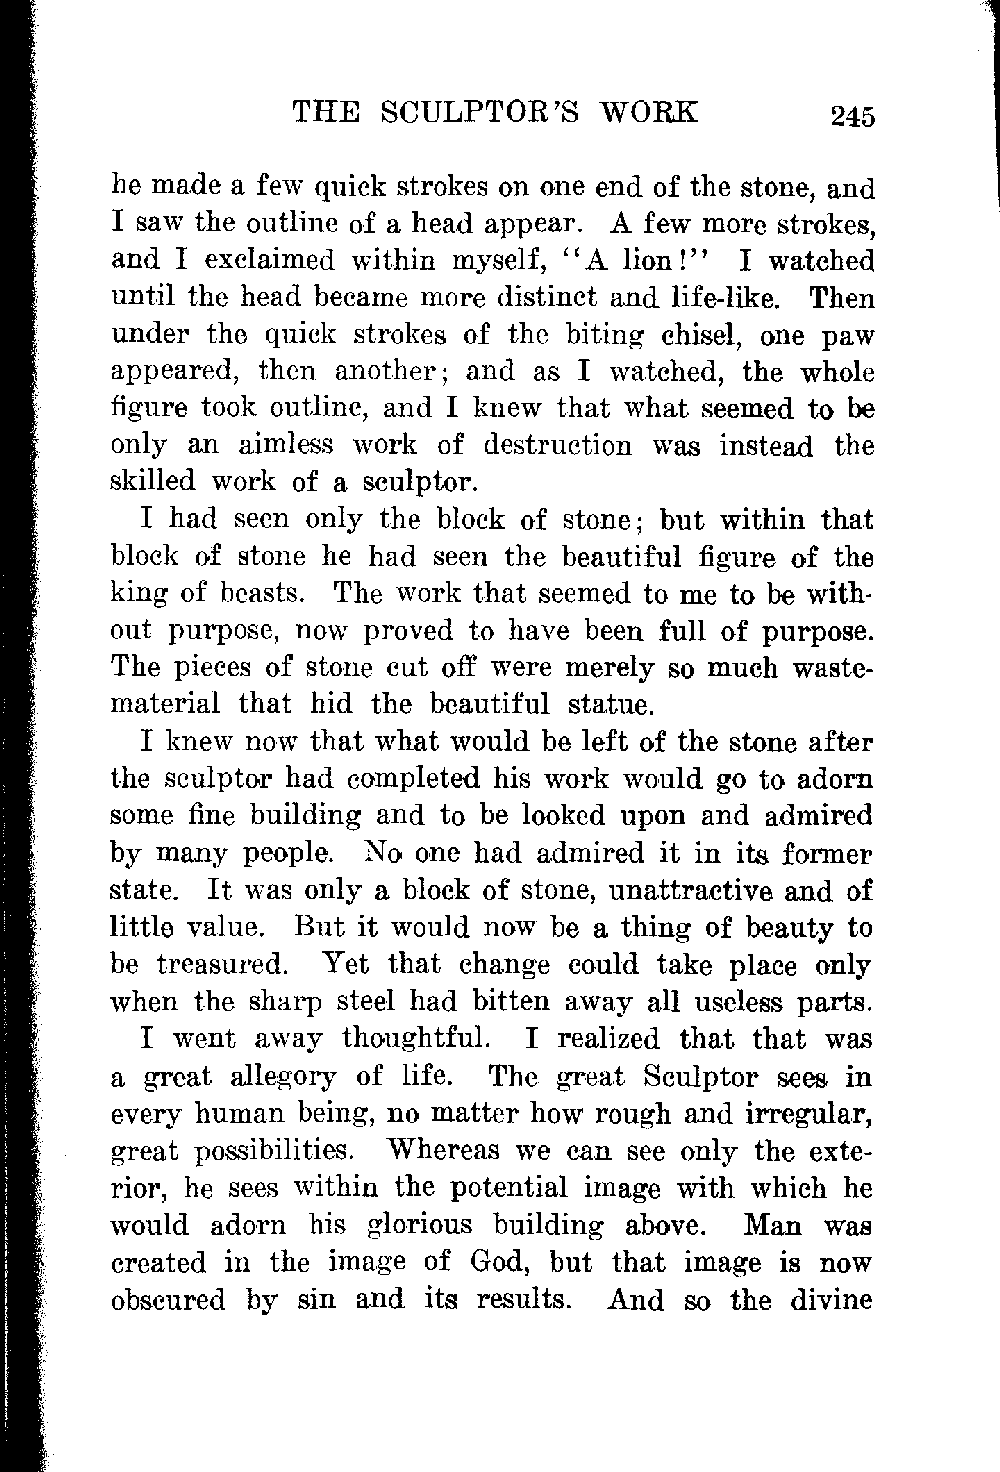 THE SCULPTOR'S WORK 245
he made a few quick strokes on one end of the stone, and
I saw the outline of a head appear. A few more strokes,
and I exclaimed within myself, "A lion!" I watched
until the head became more distinct and life-like. Then
under the quick strokes of the biting chisel, one paw
appeared, then another; and as I watched, the whole
figure took outline, and I knew that what seemed to be
only an aimless work of destruction was instead the
skilled work of a sculptor.
I had seen only the block of stone; but within that
block of stone he had seen the beautiful figure of the
king of beasts. The work that seemed to me to be with-
out purpose, now proved to have been full of purpose.
The pieces of stone cut off were merely so much waste-
material that hid the beautiful statue.
I knew now that what would be left of the stone after
the sculptor had completed his work would go to adorn
some fine building and to be looked upon and admired
by many people. No one had admired it in its former
state. It was only a block of stone, unattractive and of
little value. But it would now be a thing of beauty to
be treasured. Yet that change could take place only
when the sharp steel had bitten away all useless parts.
I went away thoughtful. I realized that that was
a great allegory of life. The great Sculptor sees in
every human being, no matter how rough and irregular,
great possibilities. Whereas we can see only the exte-
rior, he sees within the potential image with which he
would adorn his glorious building above. Man was
created in the image of God, but that image is now
obscured by sin and its results. And so the divine